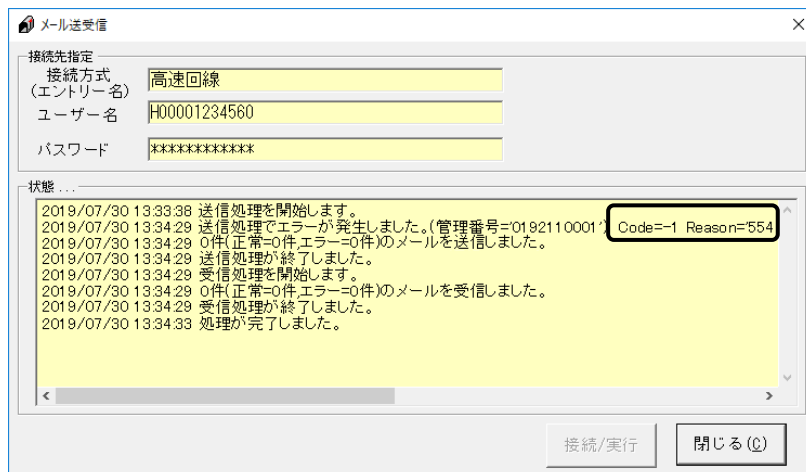 メール送受信
接続先指定
接続方式
(エントリー名)
高速回線
ユーザー名
H00001234560
パスワード
************
状態 . . .
2019/07/30 13:33:38 送信処理を開始します。
2019/07/30 13:34:29 送信処理でエラーが発生しました。(管理番号='0192110001') Code=-1 Reason='554
2019/07/30 13:34:29 0件(正常=0件,エラー=0件)のメールを送信しました。
2019/07/30 13:34:29 送信処理が終了しました。
2019/07/30 13:34:29 受信処理を開始します。
2019/07/30 13:34:29 0件(正常=0件,エラー=0件)のメールを受信しました。
2019/07/30 13:34:29 受信処理が終了しました。
2019/07/30 13:34:33 処理が完了しました。
接続/実行
閉じる(C)